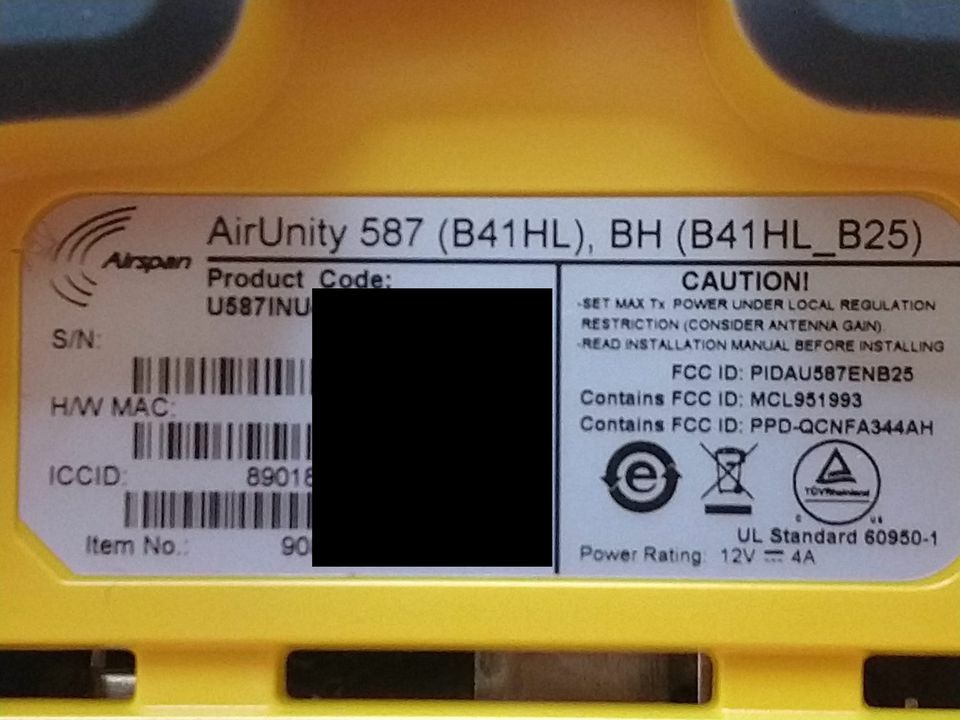 Airspan
AirUnity 587 (B41HL), BH (B41HL_B25)
Product Code:
U587INU
S/N:
H/W MAC:
ICCID: 89018
Item No.: 90
CAUTION!
-SET MAX Tx POWER UNDER LOCAL REGULATION
RESTRICTION (CONSIDER ANTENNA GAIN).
-READ INSTALLATION MANUAL BEFORE INSTALLING
FCC ID: PIDAU587ENB25
Contains FCC ID: MCL951993
Contains FCC ID: PPD-QCNFA344AH
e
TÜVRheinland
C US
UL Standard 60950-1
Power Rating: 12V ⎓ 4A